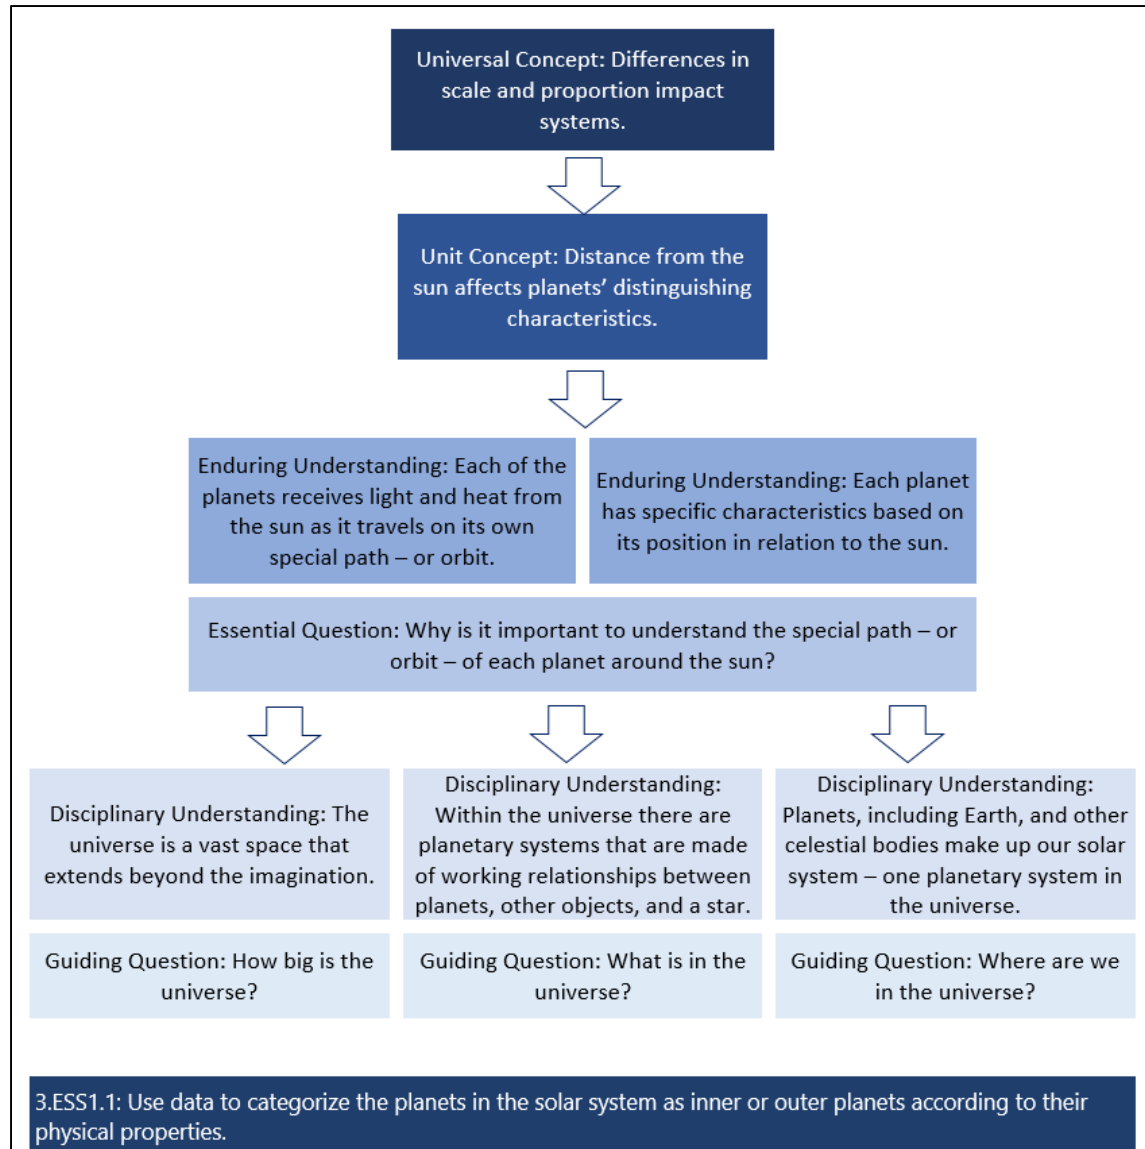 Universal Concept: Differences in
scale and proportion impact
systems.
Unit Concept: Distance from the
sun affects planets’ distinguishing
characteristics.
Enduring Understanding: Each of the
planets receives light and heat from
the sun as it travels on its own
special path – or orbit.
Enduring Understanding: Each planet
has specific characteristics based on
its position in relation to the sun.
Essential Question: Why is it important to understand the special path – or
orbit – of each planet around the sun?
Disciplinary Understanding: The
universe is a vast space that
extends beyond the imagination.
Disciplinary Understanding:
Within the universe there are
planetary systems that are made
of working relationships between
planets, other objects, and a star.
Disciplinary Understanding:
Planets, including Earth, and other
celestial bodies make up our solar
system – one planetary system in
the universe.
Guiding Question: How big is the
universe?
Guiding Question: What is in the
universe?
Guiding Question: Where are we
in the universe?
3.ESS1.1: Use data to categorize the planets in the solar system as inner or outer planets according to their
physical properties.